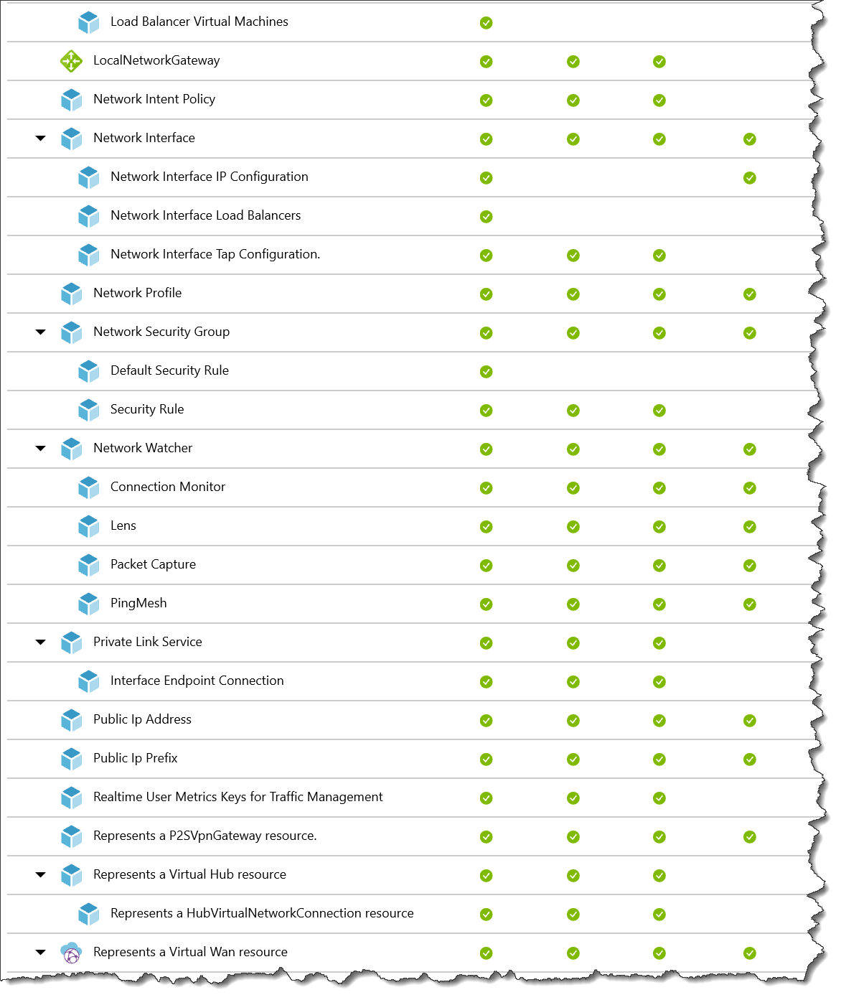 Load Balancer Virtual Machines
LocalNetworkGateway
Network Intent Policy
Network Interface
Network Interface IP Configuration
Network Interface Load Balancers
Network Interface Tap Configuration.
Network Profile
Network Security Group
Default Security Rule
Security Rule
Network Watcher
Connection Monitor
Lens
Packet Capture
PingMesh
Private Link Service
Interface Endpoint Connection
Public Ip Address
Public Ip Prefix
Realtime User Metrics Keys for Traffic Management
Represents a P2SVpnGateway resource.
Represents a Virtual Hub resource
Represents a HubVirtualNetworkConnection resource
Represents a Virtual Wan resource